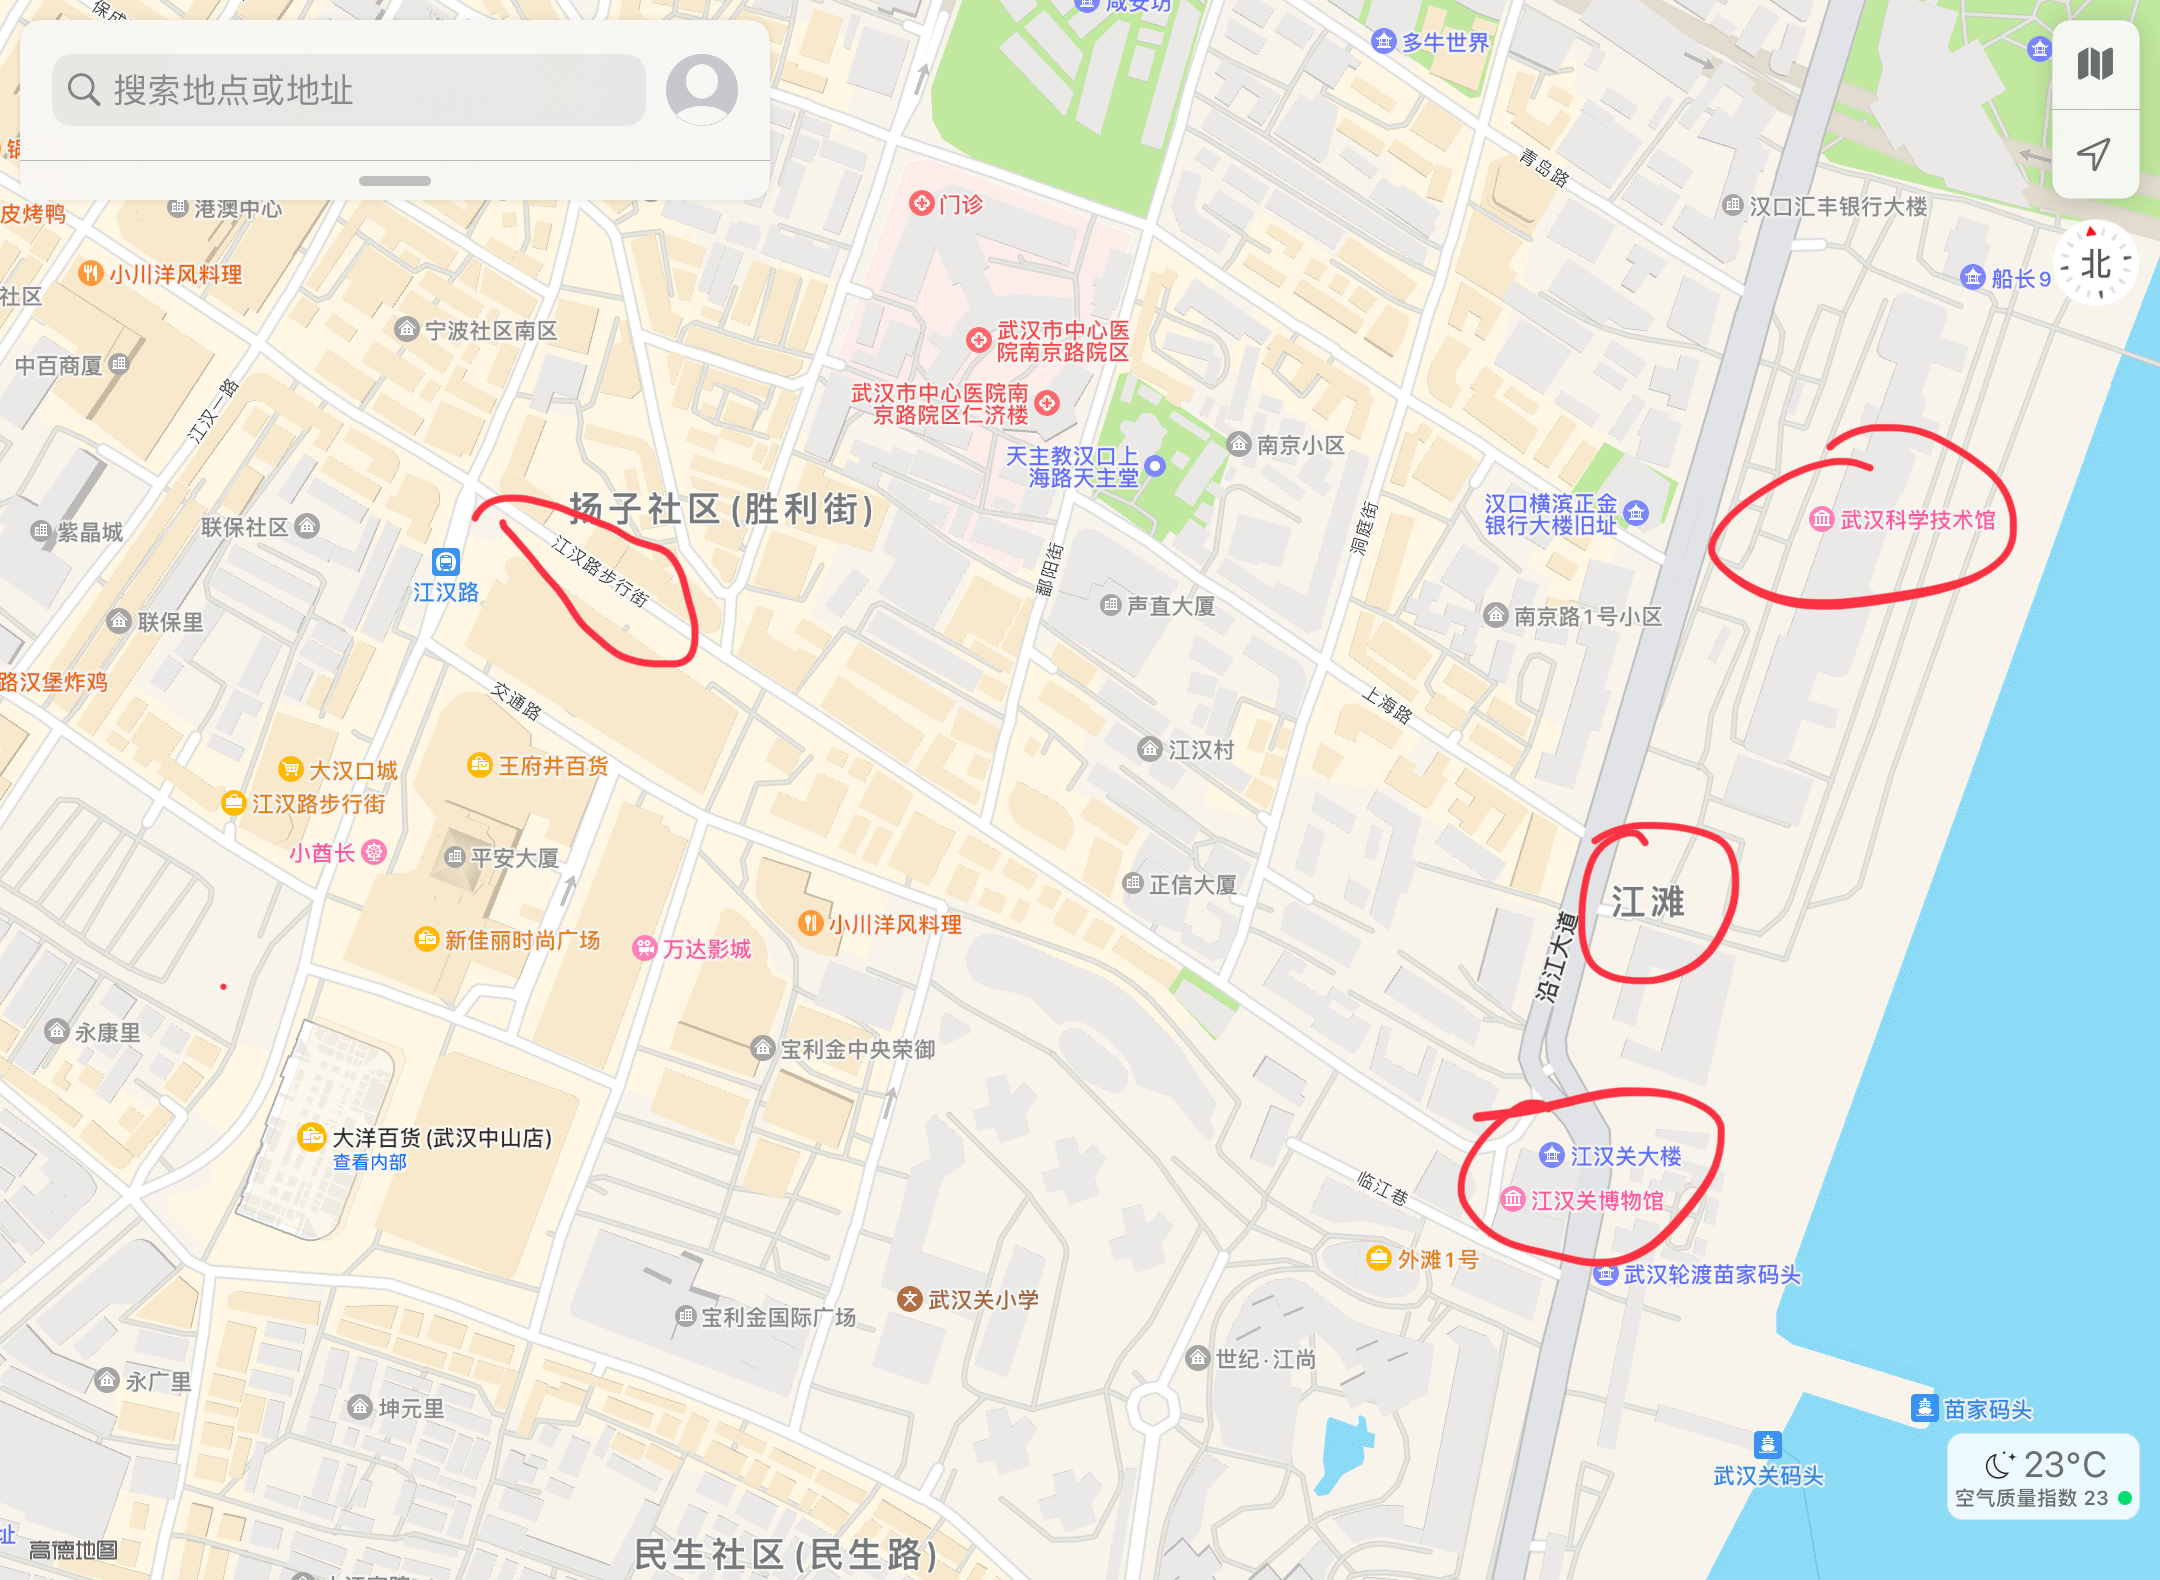 咸安坊
多牛世界
搜索地点或地址
青岛路
门诊
港澳中心
汉口汇丰银行大楼
皮烤鸭
小川洋风料理
北
船长9
社区
宁波社区南区
武汉市中心医
院南京路院区
中百商厦
江汉一路
武汉市中心医院南
京路院区仁济楼
南京小区
天主教汉口上
海路天主堂
扬子社区(胜利街)
汉口横滨正金
银行大楼旧址
武汉科学技术馆
紫晶城
联保社区
洞庭街
江汉路步行街
鄱阳街
江汉路
声直大厦
南京路1号小区
联保里
路汉堡炸鸡
交通路
上海路
江汉村
王府井百货
大汉口城
江汉路步行街
小酋长
平安大厦
正信大厦
江滩
小川洋风料理
新佳丽时尚广场
万达影城
沿江大道
永康里
宝利金中央荣御
大洋百货(武汉中山店)
查看内部
江汉关大楼
临江巷
江汉关博物馆
外滩1号
武汉轮渡苗家码头
武汉关小学
宝利金国际广场
世纪·江尚
永广里
坤元里
苗家码头
武汉关码头
23°C
空气质量指数 23
址
高德地图
民生社区(民生路)